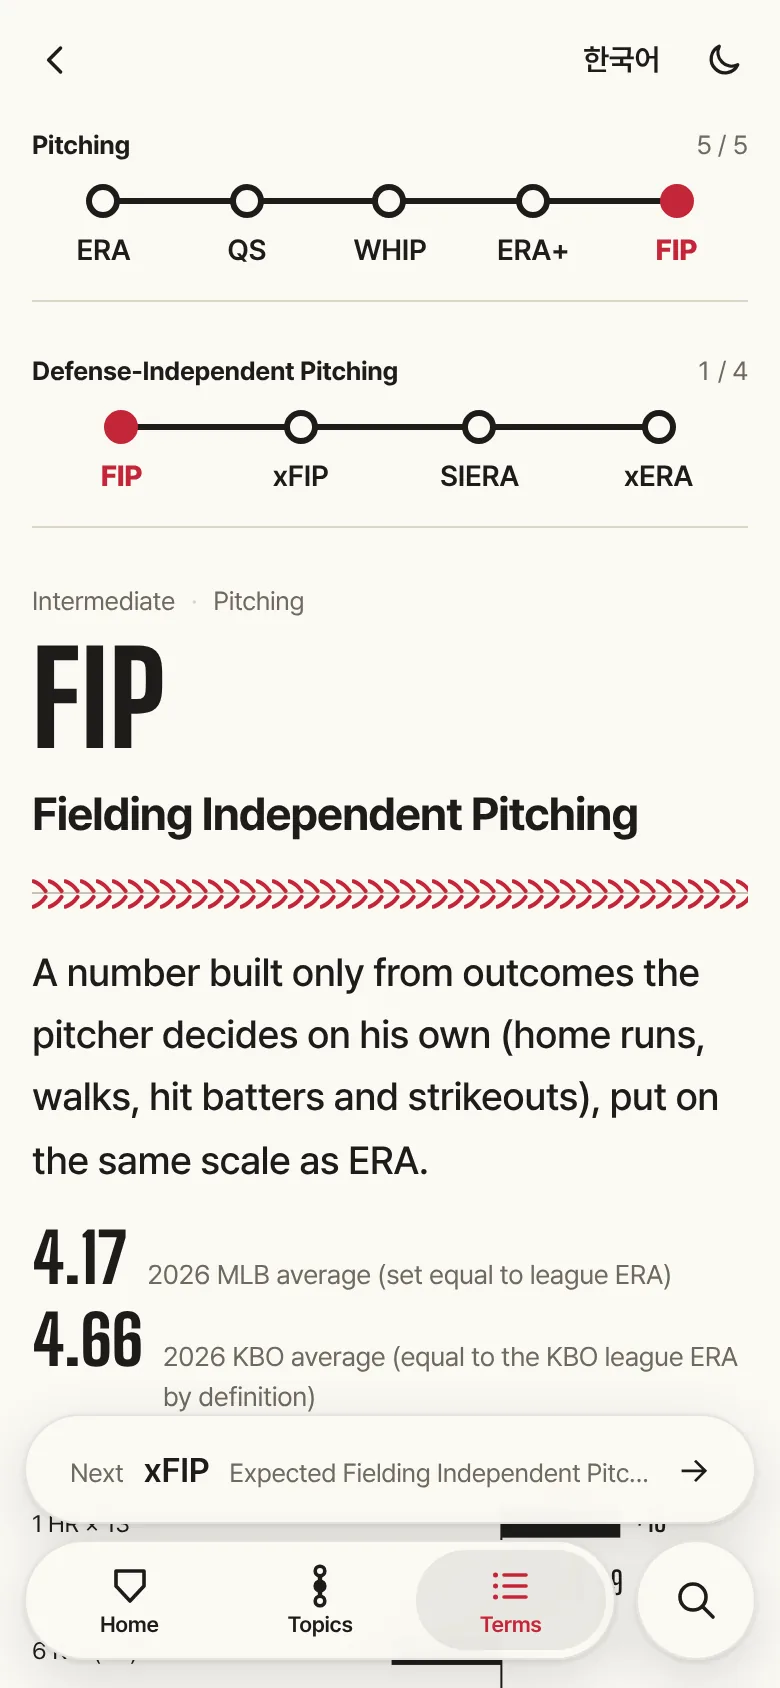 한국어
Pitching
5 / 5
ERA
QS
WHIP
ERA+
FIP
Defense-Independent Pitching
1 / 4
FIP
xFIP
SIERA
xERA
Intermediate · Pitching
FIP
Fielding Independent Pitching
A number built only from outcomes the
pitcher decides on his own (home runs,
walks, hit batters and strikeouts), put on
the same scale as ERA.
4.17 2026 MLB average (set equal to league ERA)
4.66 2026 KBO average (equal to the KBO league ERA
by definition)
Next xFIP Expected Fielding Independent Pitc...
1 HR × 13
Home
Topics
Terms